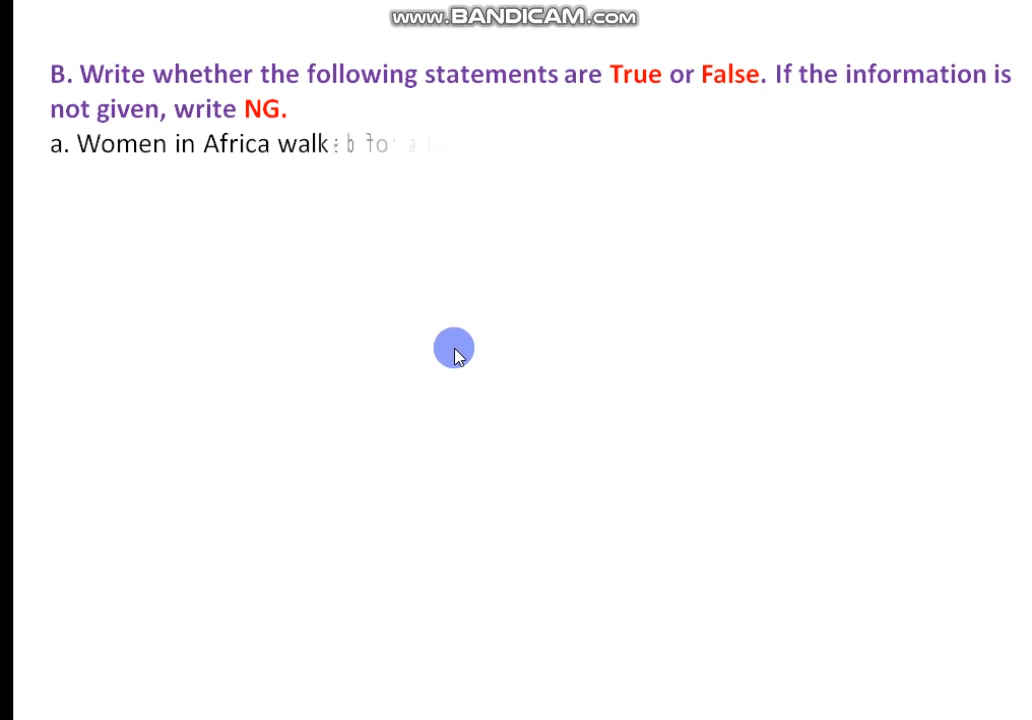 www.BANDICAM.com
B. Write whether the following statements are True or False. If the information is
not given, write NG.
a. Women in Africa walk